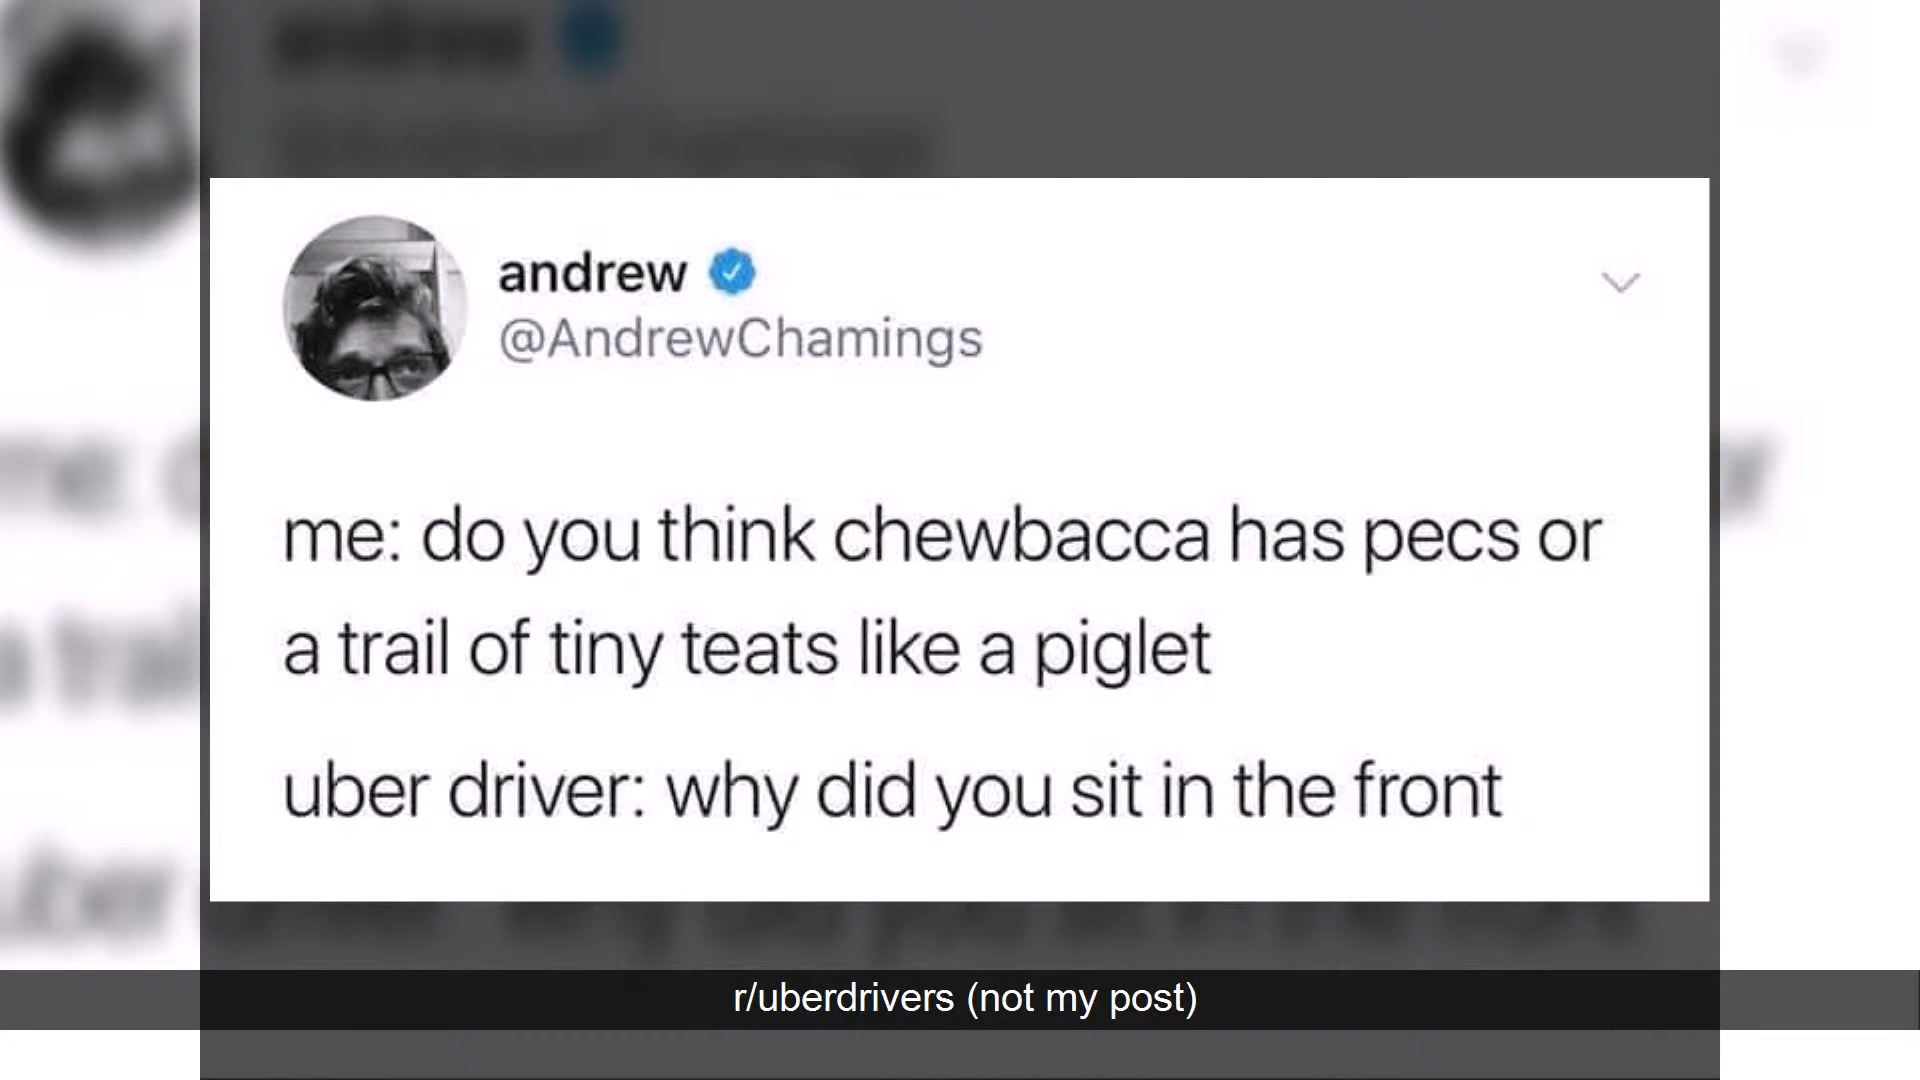 andrew
@AndrewChamings
me: do you think chewbacca has pecs or
a trail of tiny teats like a piglet
uber driver: why did you sit in the front
r/uberdrivers (not my post)